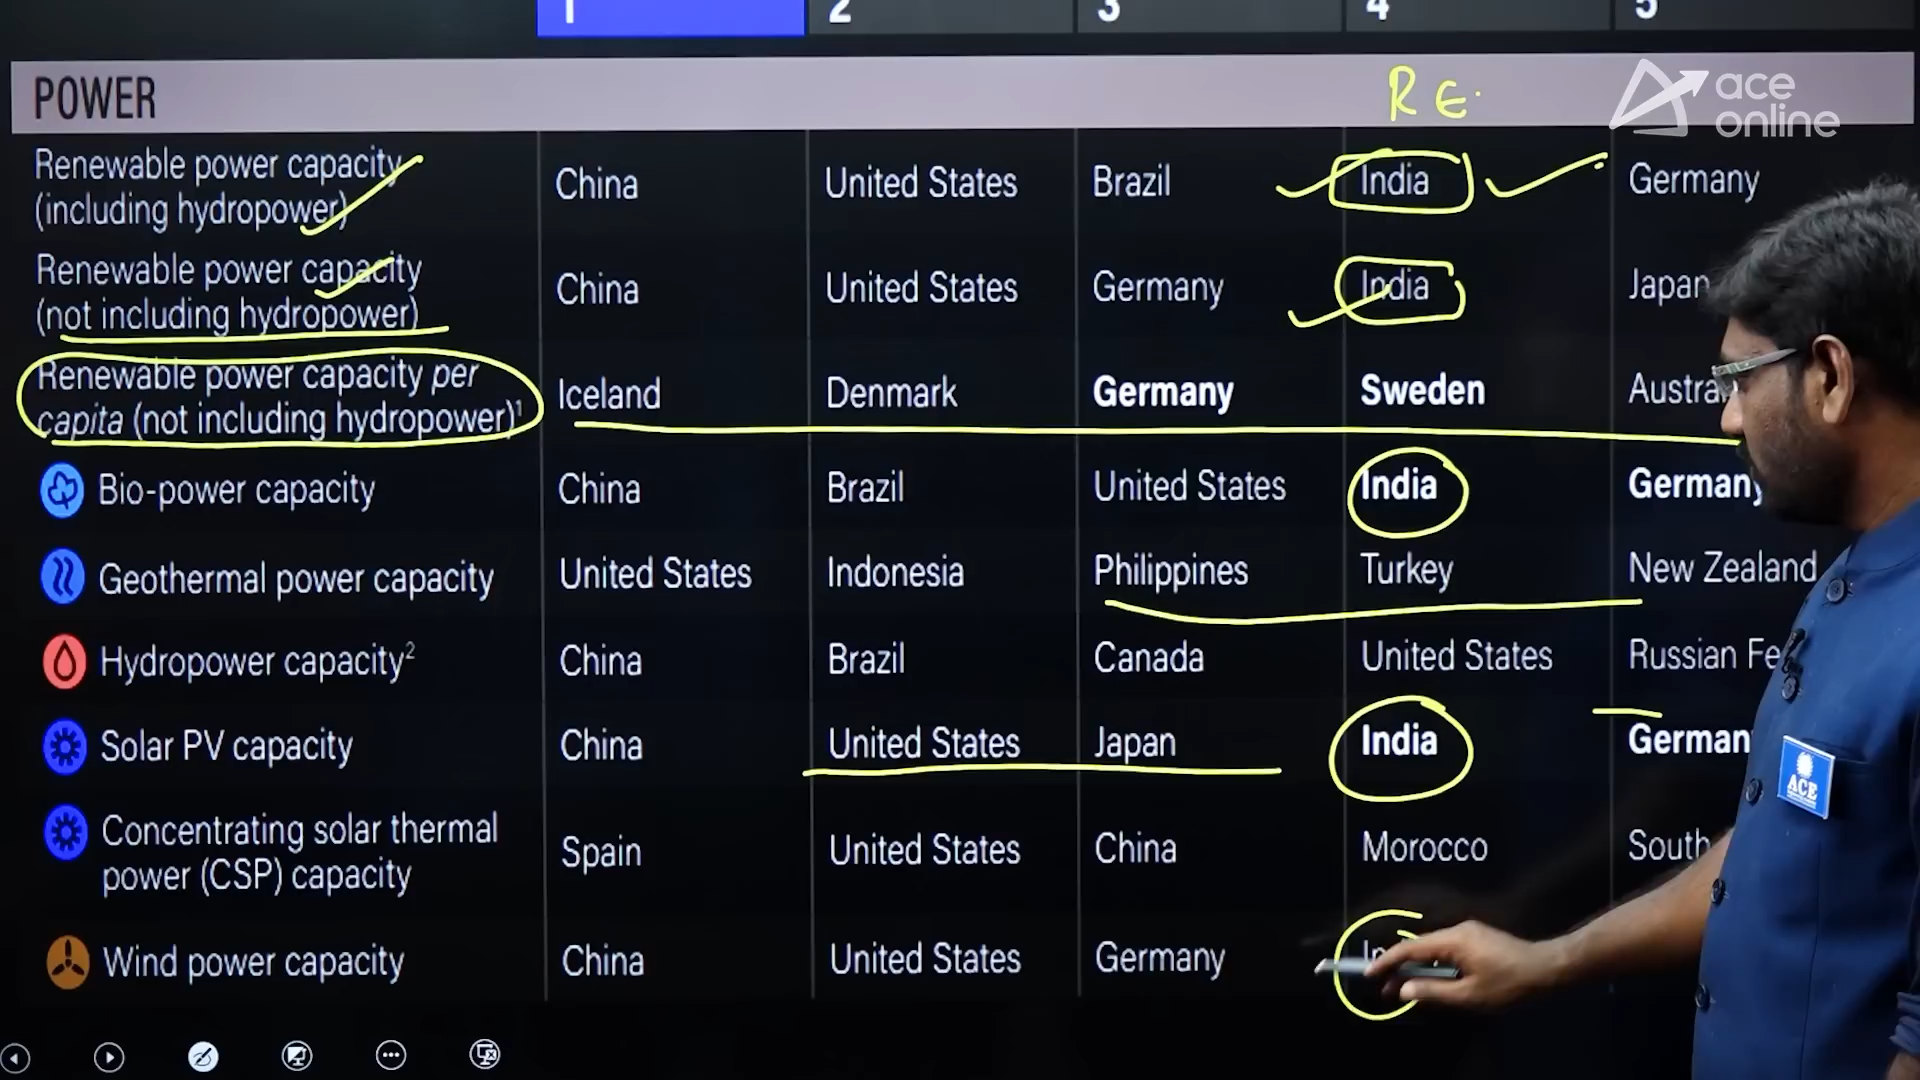 1 2 3 4 5
POWER RE. ace online
Renewable power capacity (including hydropower) China United States Brazil India Germany
Renewable power capacity (not including hydropower) China United States Germany India Japan
Renewable power capacity per capita (not including hydropower)¹ Iceland Denmark Germany Sweden
Bio-power capacity China Brazil United States India Germany
Geothermal power capacity United States Indonesia Philippines Turkey New Zealand
Hydropower capacity² China Brazil Canada United States Russian
Solar PV capacity China United States Japan India German
Concentrating solar thermal power (CSP) capacity Spain United States China Morocco South
Wind power capacity China United States Germany
ACE